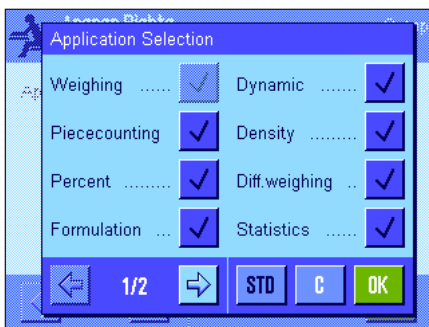 Application Selection
Weighing ......
Dynamic .......
Piececounting
Density .........
Percent .........
Diff.weighing ..
Formulation ...
Statistics ......
1/2
STD
C
OK